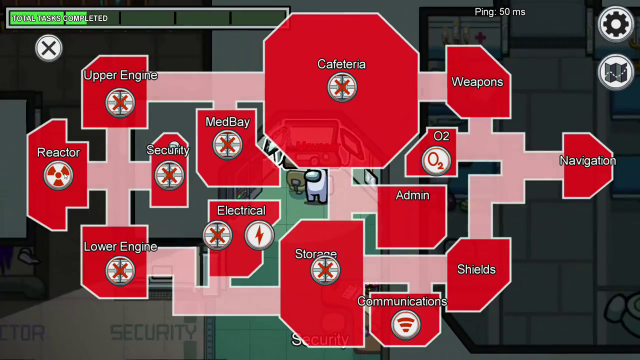 TOTAL TASKS COMPLETED
Ping: 50 ms
Cafeteria
Upper Engine
Weapons
MedBay
O2
Security
Reactor
O2
Navigation
Admin
Electrical
Lower Engine
Storage
Shields
Communications
SECURITY
Security